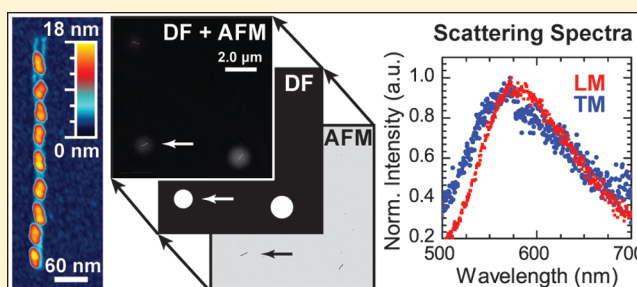 18 nm
0 nm
60 nm
DF + AFM
2.0 µm
DF
AFM
Scattering Spectra
LM
TM
Norm. Intensity (a.u.)
1.0
0.8
0.6
0.4
0.2
500
600
700
Wavelength (nm)